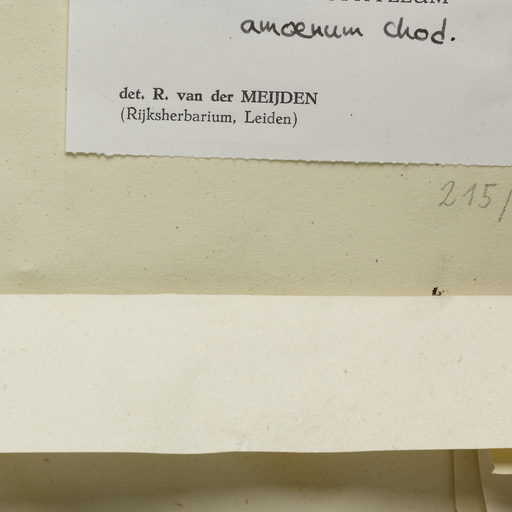 amoenum Chod.
det. R. van der MEIJDEN
(Rijksherbarium, Leiden)
215/